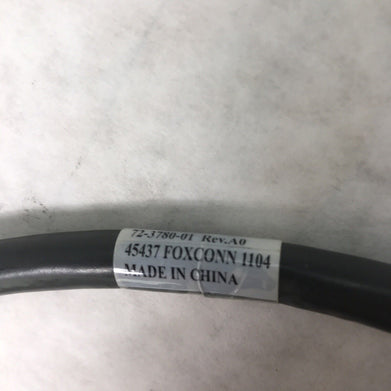 72-3780-01 Rev.A0
45437 FOXCONN 1104
MADE IN CHINA